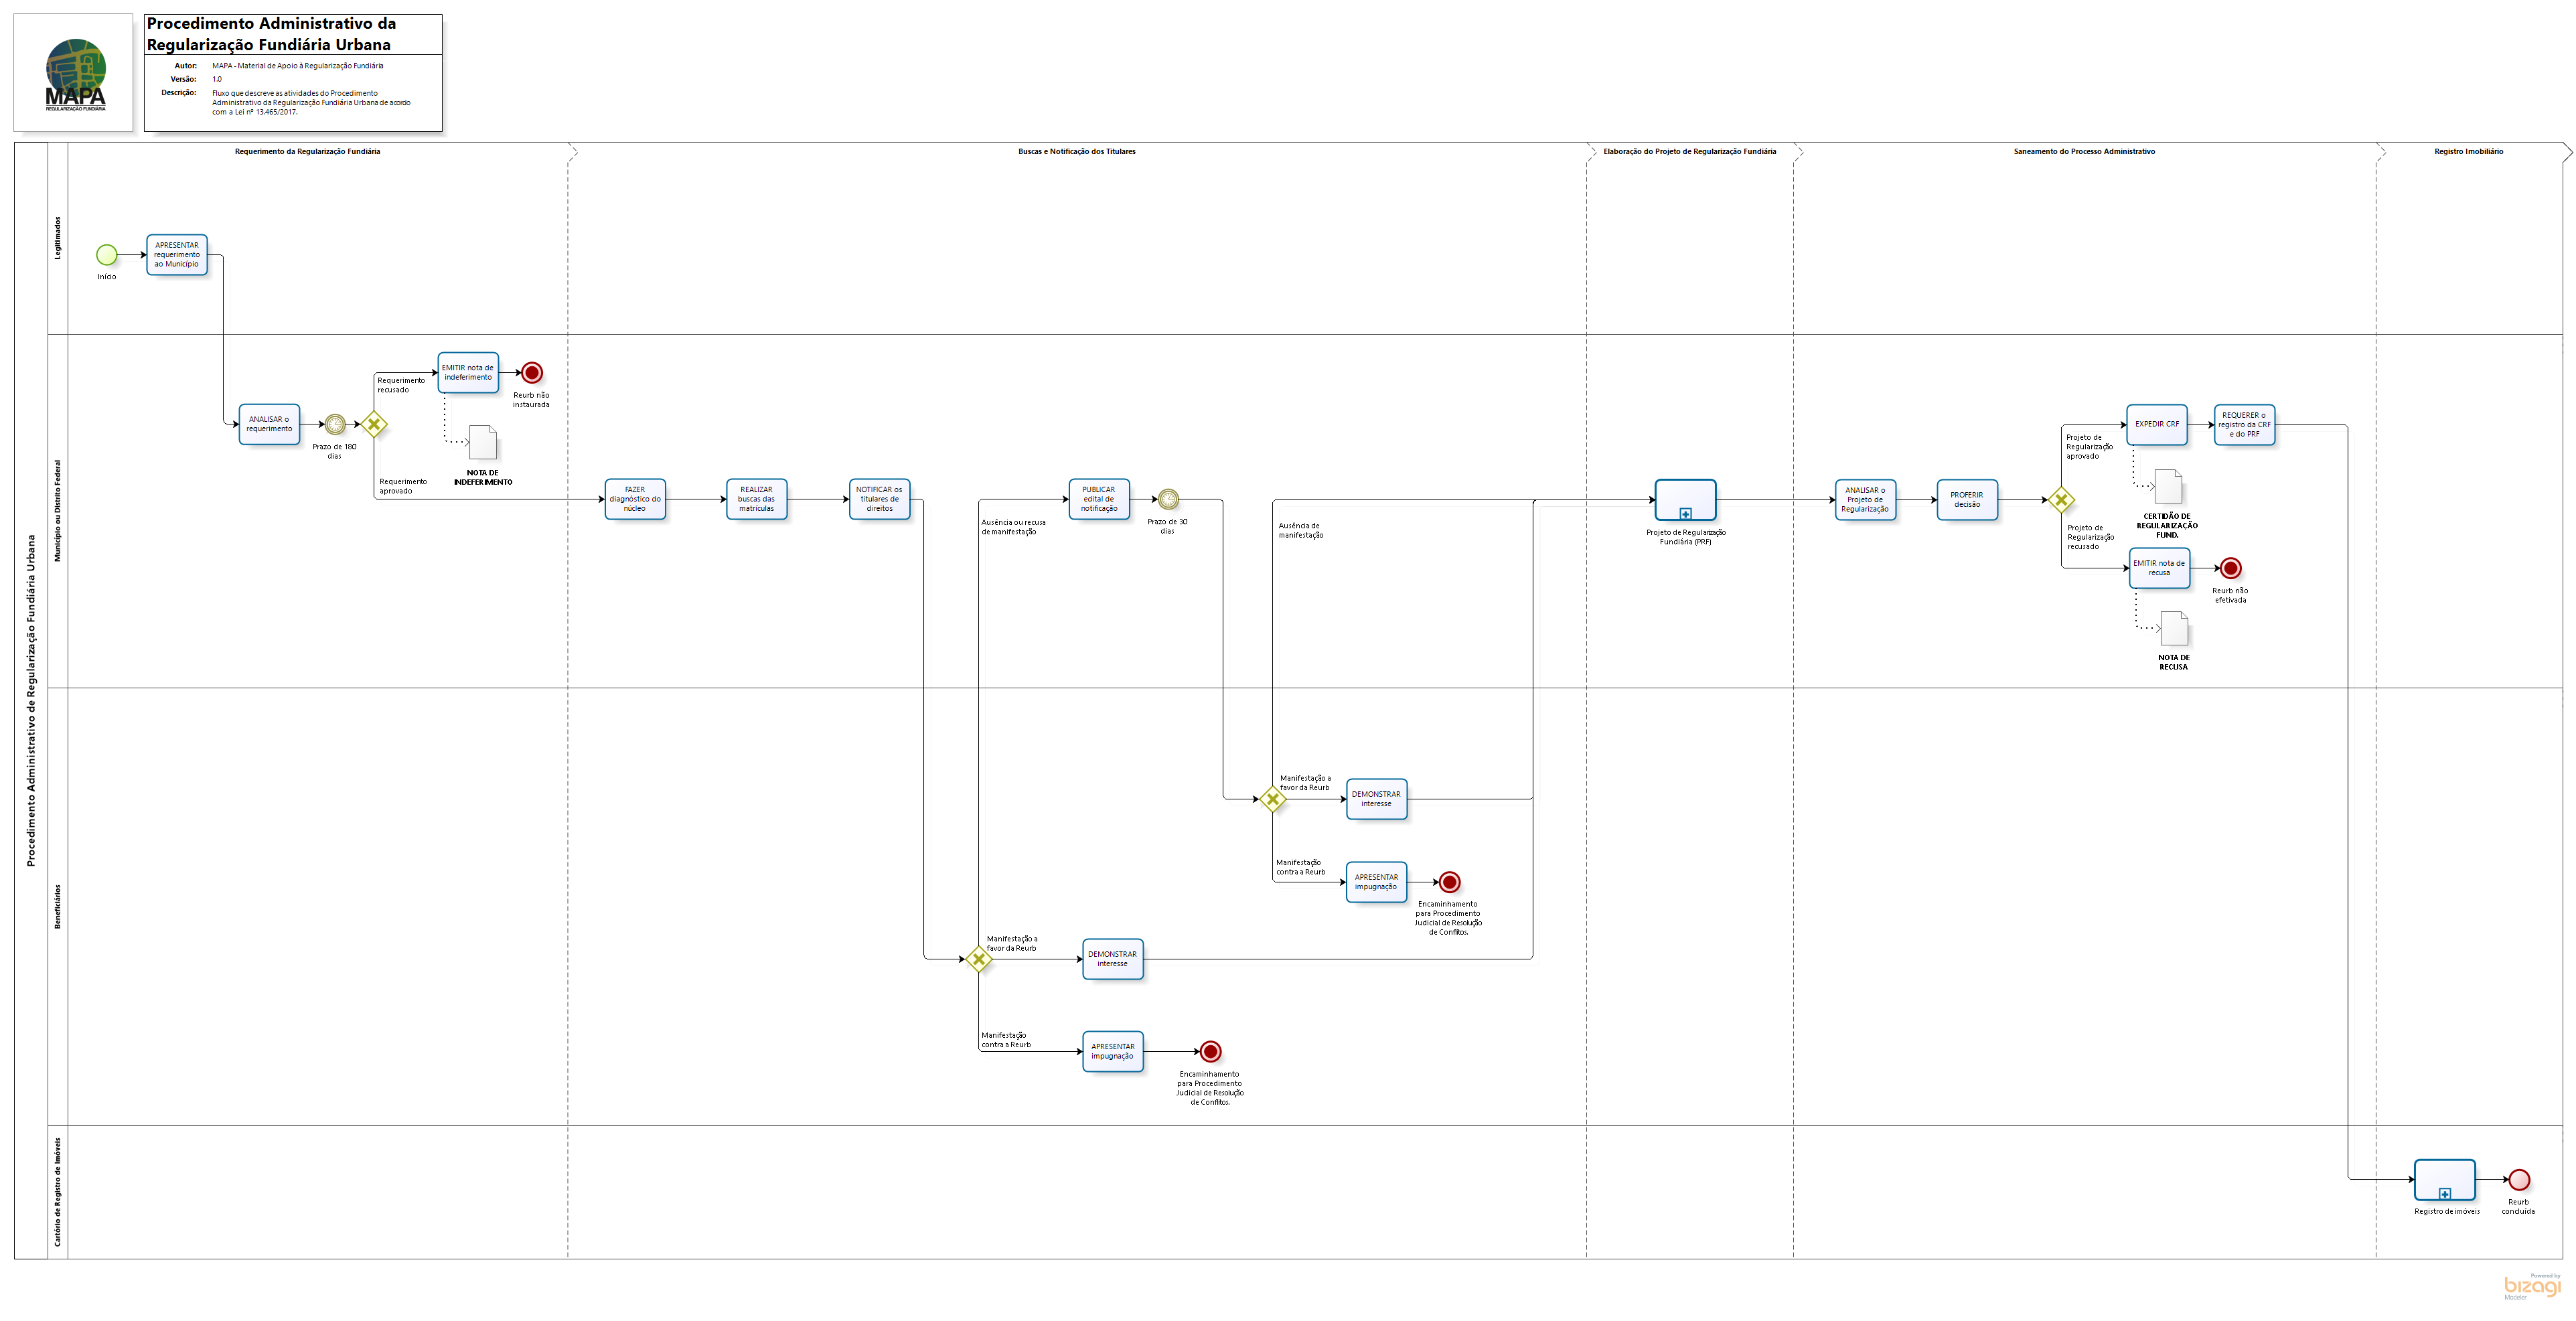 Procedimento Administrativo da
Regularização Fundiária Urbana
Autor: MAPA - Material de Apoio à Regularização Fundiária
Versão: 1.0
Descrição: Fluxo que descreve as atividades do Procedimento
Administrativo da Regularização Fundiária Urbana de acordo
com a Lei nº 13.465/2017.
MAPA
REGULARIZAÇÃO FUNDIÁRIA
Procedimento Administrativo de Regularização Fundiária Urbana
Requerimento da Regularização Fundiária
Buscas e Notificação dos Titulares
Elaboração do Projeto de Regularização Fundiária
Saneamento do Processo Administrativo
Registro Imobiliário
Legitimados
Início
APRESENTAR
requerimento
ao Município
Município ou Distrito Federal
ANALISAR o
requerimento
Prazo de 180
dias
Requerimento
recusado
EMITIR nota de
indeferimento
Reurb não
instaurada
NOTA DE
INDEFERIMENTO
Requerimento
aprovado
FAZER
diagnóstico do
núcleo
REALIZAR
buscas das
matrículas
NOTIFICAR os
titulares de
direitos
Ausência ou recusa
de manifestação
PUBLICAR
edital de
notificação
Prazo de 30
dias
Ausência de
manifestação
Projeto de Regularização
Fundiária (PRF)
ANALISAR o
Projeto de
Regularização
PROFERIR
decisão
Projeto de
Regularização
aprovado
EXPEDIR CRF
REQUERER o
registro da CRF
e do PRF
CERTIDÃO DE
REGULARIZAÇÃO
FUND.
Projeto de
Regularização
recusado
EMITIR nota de
recusa
Reurb não
efetivada
NOTA DE
RECUSA
Beneficiários
Manifestação a
favor da Reurb
DEMONSTRAR
interesse
Manifestação
contra a Reurb
APRESENTAR
impugnação
Encaminhamento
para Procedimento
Judicial de Resolução
de Conflitos.
Manifestação a
favor da Reurb
DEMONSTRAR
interesse
Manifestação
contra a Reurb
APRESENTAR
impugnação
Encaminhamento
para Procedimento
Judicial de Resolução
de Conflitos.
Cartório de Registro de Imóveis
Registro de imóveis
Reurb
concluída
Powered by
bizagi
Modeler